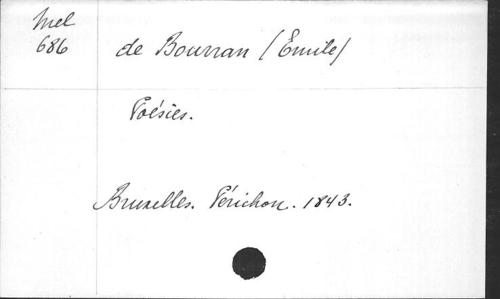 Mel
686
de Bourran (Emile)
Poésies.
Bruxelles. Périchon. 1843.